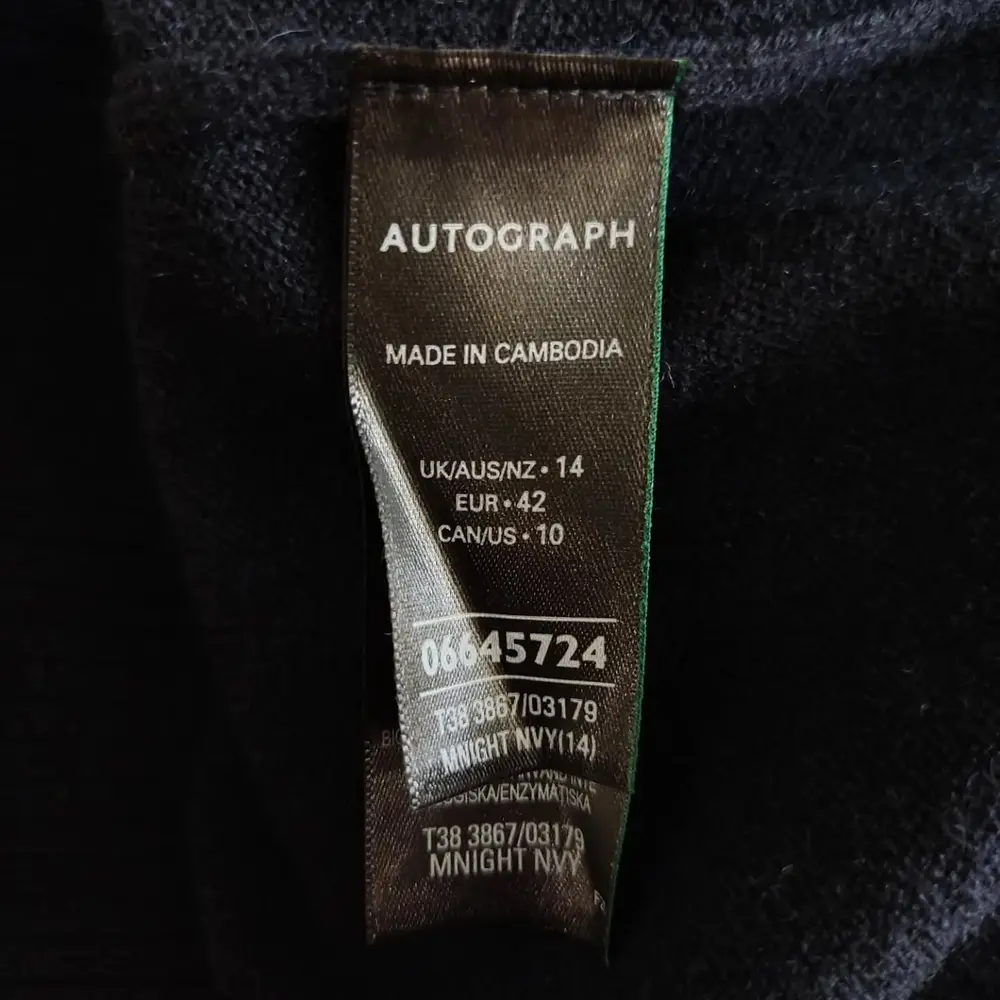 AUTOGRAPH
MADE IN CAMBODIA
UK/AUS/NZ • 14
EUR • 42
CAN/US • 10
06645724
T38 3867/03179
MNIGHT NVY(14)
T38 3867/03179
MNIGHT NVY